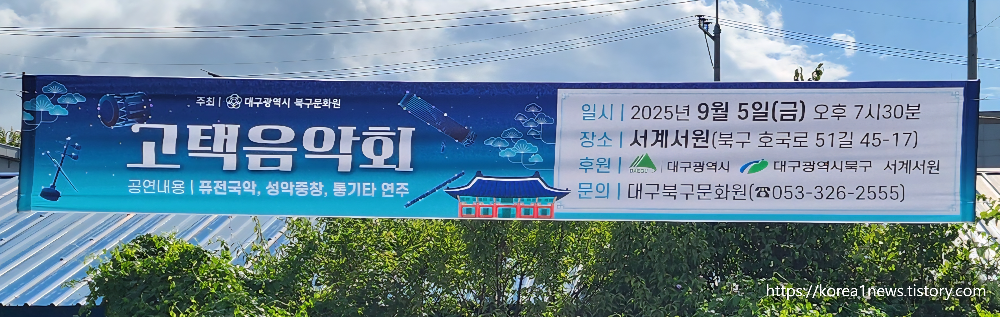 주최 | 대구광역시 북구문화원
고택음악회
공연내용 | 퓨전국악, 성악중창, 통기타 연주
일시 | 2025년 9월 5일(금) 오후 7시30분
장소 | 서계서원(북구 호국로 51길 45-17)
후원 | DAEGU 대구광역시 대구광역시북구 서계서원
문의 | 대구북구문화원(☎053-326-2555)
https://korea1news.tistory.com